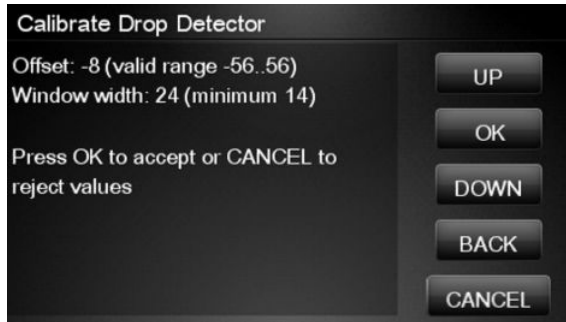 Calibrate Drop Detector
Offset: -8 (valid range -56..56)
Window width: 24 (minimum 14)
Press OK to accept or CANCEL to
reject values
UP
OK
DOWN
BACK
CANCEL